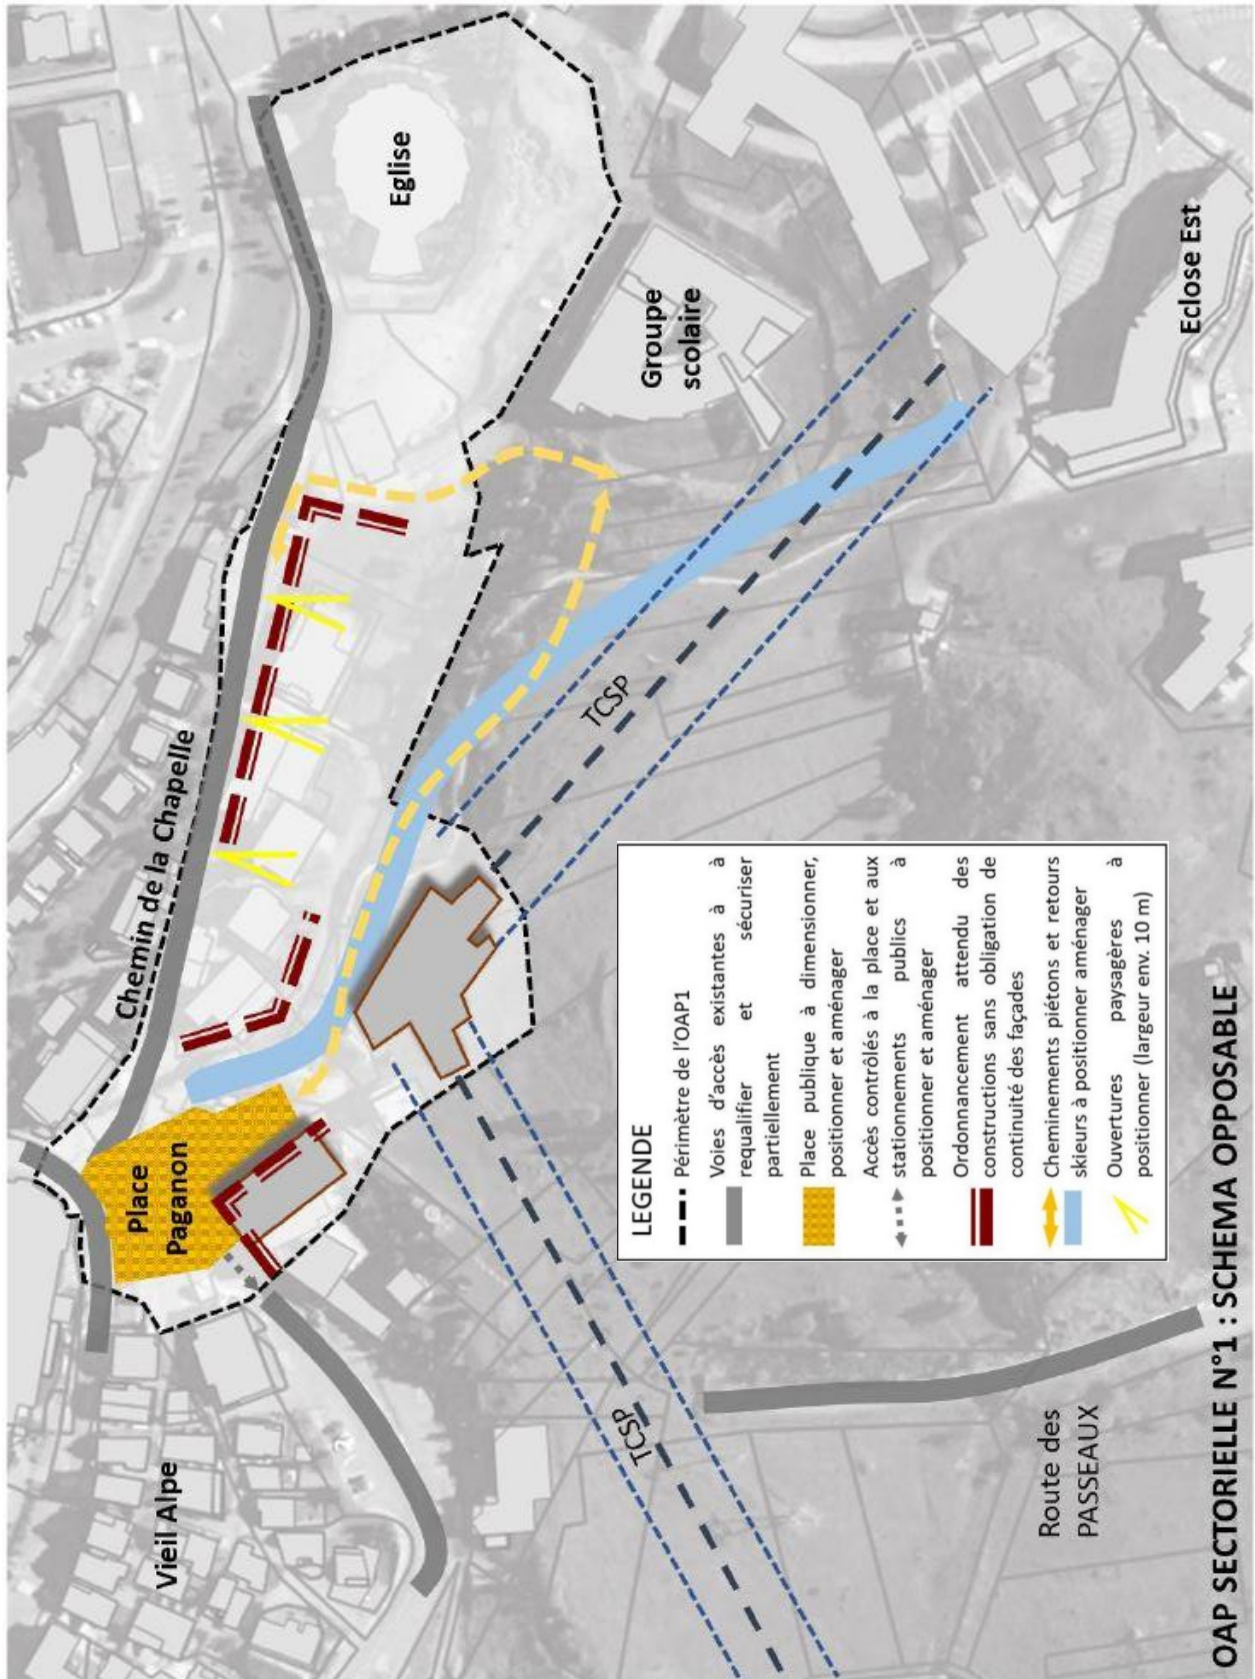 Eglise
Groupe
scolaire
Eclose Est
Chemin de la Chapelle
TCSP
Place
Paganon
Vieil Alpe
TCSP
Route des
PASSEAUX
LEGENDE
Périmètre de l'OAP1
Voies d'accès existantes à à
requalifier et sécuriser
partiellement
Place publique à dimensionner,
positionner et aménager
Accès contrôlés à la place et aux
stationnements publics à
positionner et aménager
Ordonnancement attendu des
constructions sans obligation de
continuité des façades
Cheminements piétons et retours
skieurs à positionner aménager
Ouvertures paysagères à
positionner (largeur env. 10 m)
OAP SECTORIELLE N°1 : SCHEMA OPPOSABLE